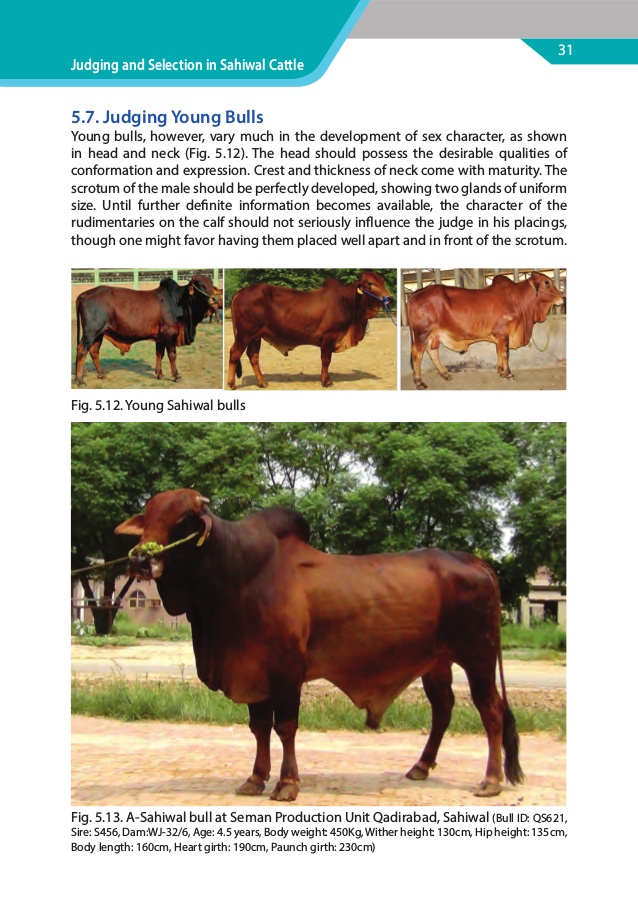 31
Judging and Selection in Sahiwal Cattle
5.7. Judging Young Bulls
Young bulls, however, vary much in the development of sex character, as shown
in head and neck (Fig. 5.12). The head should possess the desirable qualities of
conformation and expression. Crest and thickness of neck come with maturity. The
scrotum of the male should be perfectly developed, showing two glands of uniform
size. Until further definite information becomes available, the character of the
rudimentaries on the calf should not seriously influence the judge in his placings,
though one might favor having them placed well apart and in front of the scrotum.
Fig. 5.12. Young Sahiwal bulls
Fig. 5.13. A-Sahiwal bull at Seman Production Unit Qadirabad, Sahiwal (Bull ID: QS621,
Sire: S456, Dam:WJ-32/6, Age: 4.5 years, Body weight: 450Kg, Wither height: 130cm, Hip height: 135cm,
Body length: 160cm, Heart girth: 190cm, Paunch girth: 230cm)